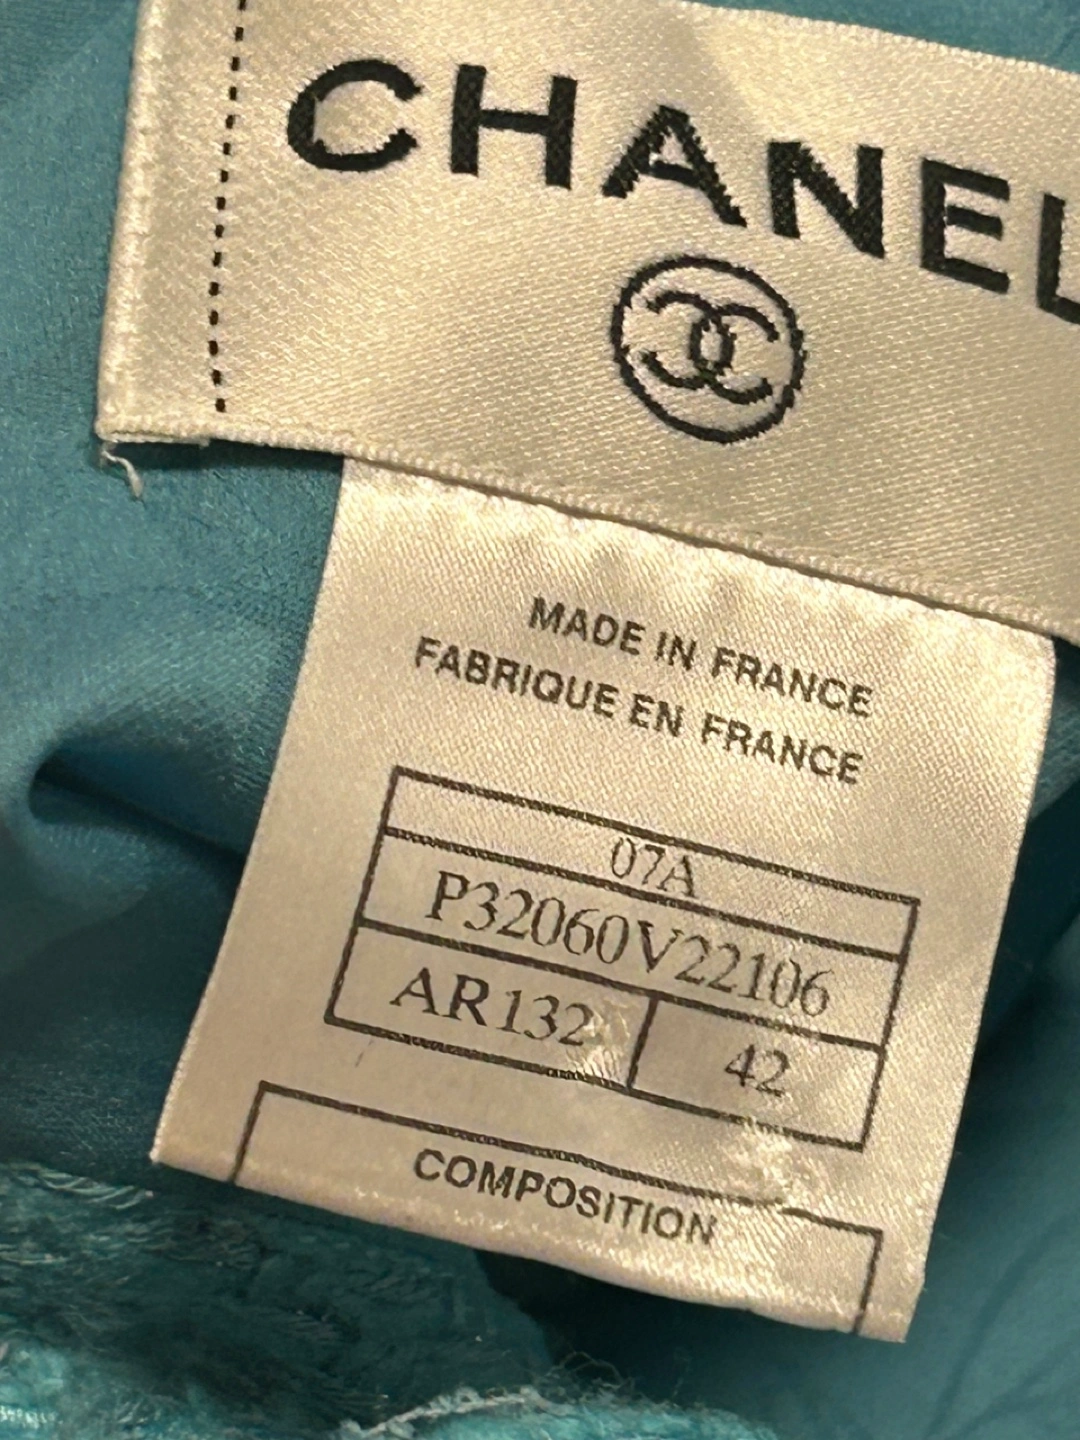 CHANEL
MADE IN FRANCE
FABRIQUE EN FRANCE
07A
P32060V22106
AR132 42
COMPOSITION